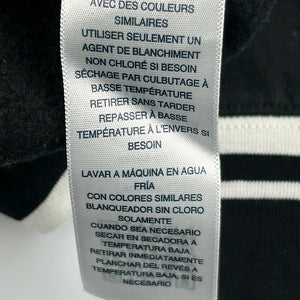 AVEC DES COULEURS
SIMILAIRES
UTILISER SEULEMENT UN
AGENT DE BLANCHIMENT
NON CHLORÉ SI BESOIN
SÉCHAGE PAR CULBUTAGE À
BASSE TEMPÉRATURE
RETIRER SANS TARDER
REPASSER À BASSE
TEMPÉRATURE À L'ENVERS SI
BESOIN
LAVAR A MÁQUINA EN AGUA
FRÍA
CON COLORES SIMILARES
BLANQUEADOR SIN CLORO
SOLAMENTE
CUANDO SEA NECESARIO
SECAR EN SECADORA A
TEMPERATURA BAJA
RETIRAR INMEDIATAMENTE
PLANCHAR DEL REVÉS A
TEMPERATURA BAJA
SI ES NECESARIO